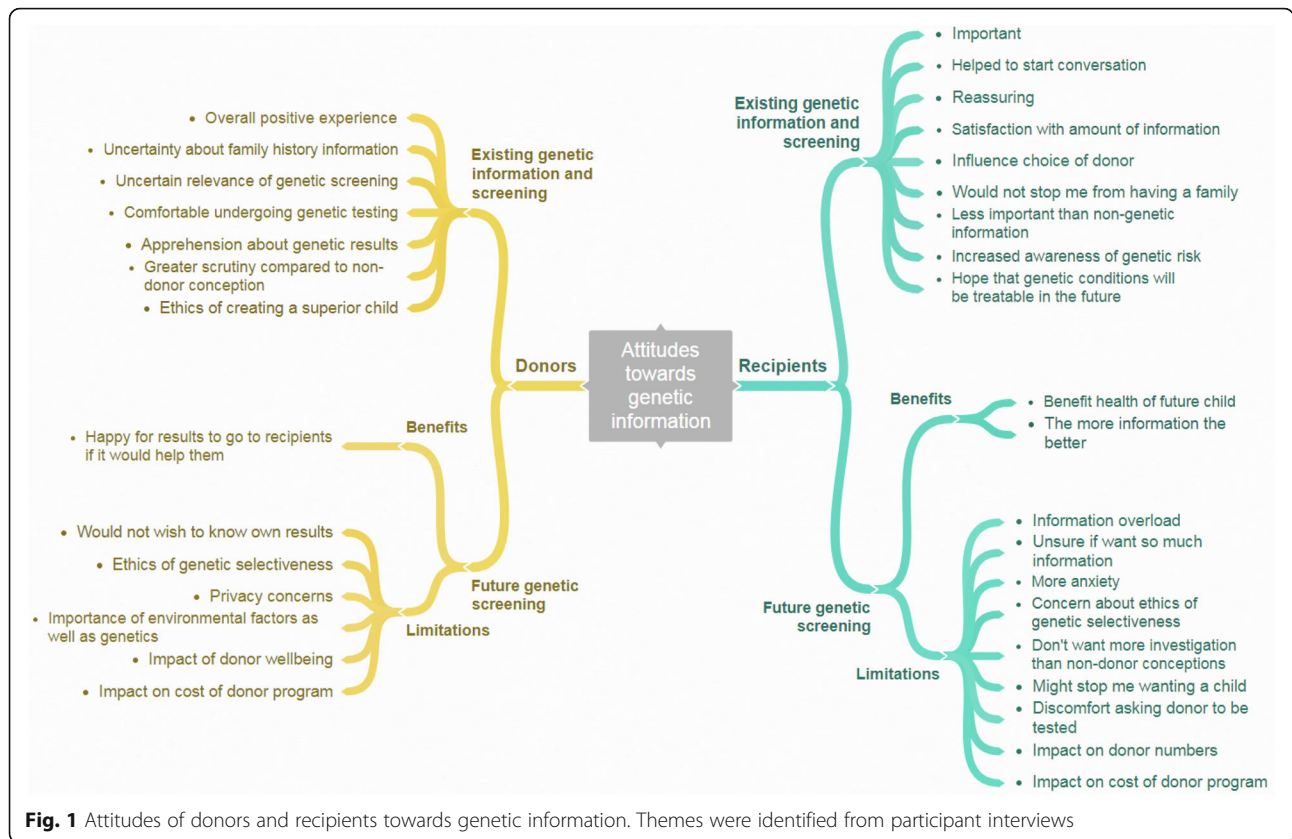 • Overall positive experience
• Uncertainty about family history information
• Uncertain relevance of genetic screening
• Comfortable undergoing genetic testing
• Apprehension about genetic results
• Greater scrutiny compared to non-
donor conception
• Ethics of creating a superior child
Existing genetic
information and
screening
Donors
Benefits
• Happy for results to go to recipients
if it would help them
• Would not wish to know own results
• Ethics of genetic selectiveness
• Privacy concerns
• Importance of environmental factors as
well as genetics
• Impact of donor wellbeing
• Impact on cost of donor program
Limitations
Future genetic
screening
Attitudes
towards
genetic
information
Recipients
Existing genetic
information and
screening
• Important
• Helped to start conversation
• Reassuring
• Satisfaction with amount of information
• Influence choice of donor
• Would not stop me from having a family
• Less important than non-genetic
information
• Increased awareness of genetic risk
• Hope that genetic conditions will
be treatable in the future
Benefits
• Benefit health of future child
• The more information the
better
Future genetic
screening
Limitations
• Information overload
• Unsure if want so much
information
• More anxiety
• Concern about ethics of
genetic selectiveness
• Don't want more investigation
than non-donor conceptions
• Might stop me wanting a child
• Discomfort asking donor to be
tested
• Impact on donor numbers
• Impact on cost of donor program
Fig. 1 Attitudes of donors and recipients towards genetic information. Themes were identified from participant interviews